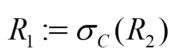 R₁ := σ_C(R₂)